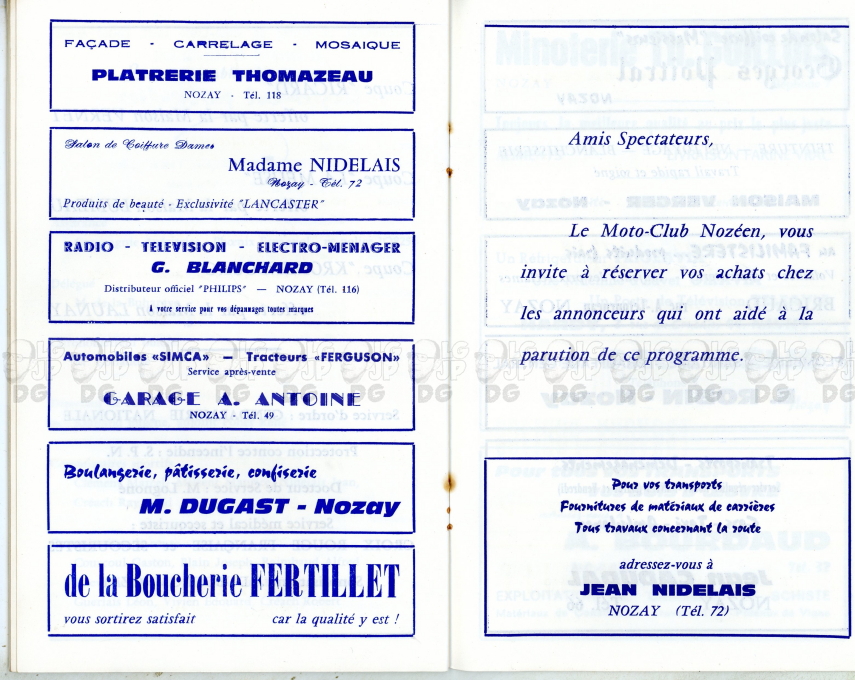 FAÇADE - CARRELAGE - MOSAIQUE
PLATRERIE THOMAZEAU
NOZAY - Tél. 118
Salon de Coiffure Dames
Madame NIDELAIS
Nozay - Tél. 72
Produits de beauté - Exclusivité "LANCASTER"
RADIO - TELEVISION - ELECTRO-MENAGER
G. BLANCHARD
Distributeur officiel "PHILIPS" — NOZAY (Tél. 116)
A votre service pour vos dépannages toutes marques
Automobiles «SIMCA» — Tracteurs «FERGUSON»
Service après-vente
GARAGE A. ANTOINE
NOZAY - Tél. 49
Boulangerie, pâtisserie, confiserie
M. DUGAST - Nozay
de la Boucherie FERTILLET
vous sortirez satisfait car la qualité y est !
Amis Spectateurs,
Le Moto-Club Nozéen, vous
invite à réserver vos achats chez
les annonceurs qui ont aidé à la
parution de ce programme.
Pour vos transports
Fournitures de matériaux de carrières
Tous travaux concernant la route
adressez-vous à
JEAN NIDELAIS
NOZAY (Tél. 72)